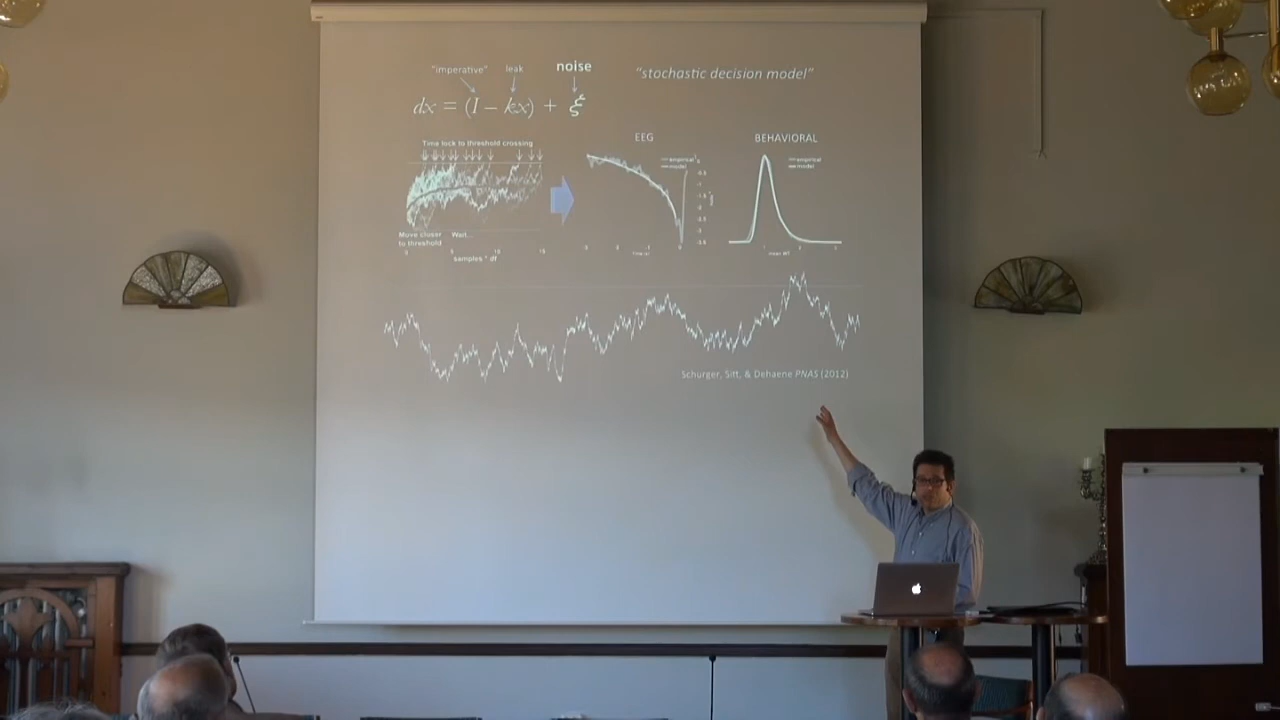 "imperative" leak noise
"stochastic decision model"
dx = (I – kx) + ξ
Time lock to threshold crossing
Move closer
to threshold
Wait...
samples * df
EEG
empirical
model
BEHAVIORAL
empirical
model
Schurger, Sitt, & Dehaene PNAS (2012)